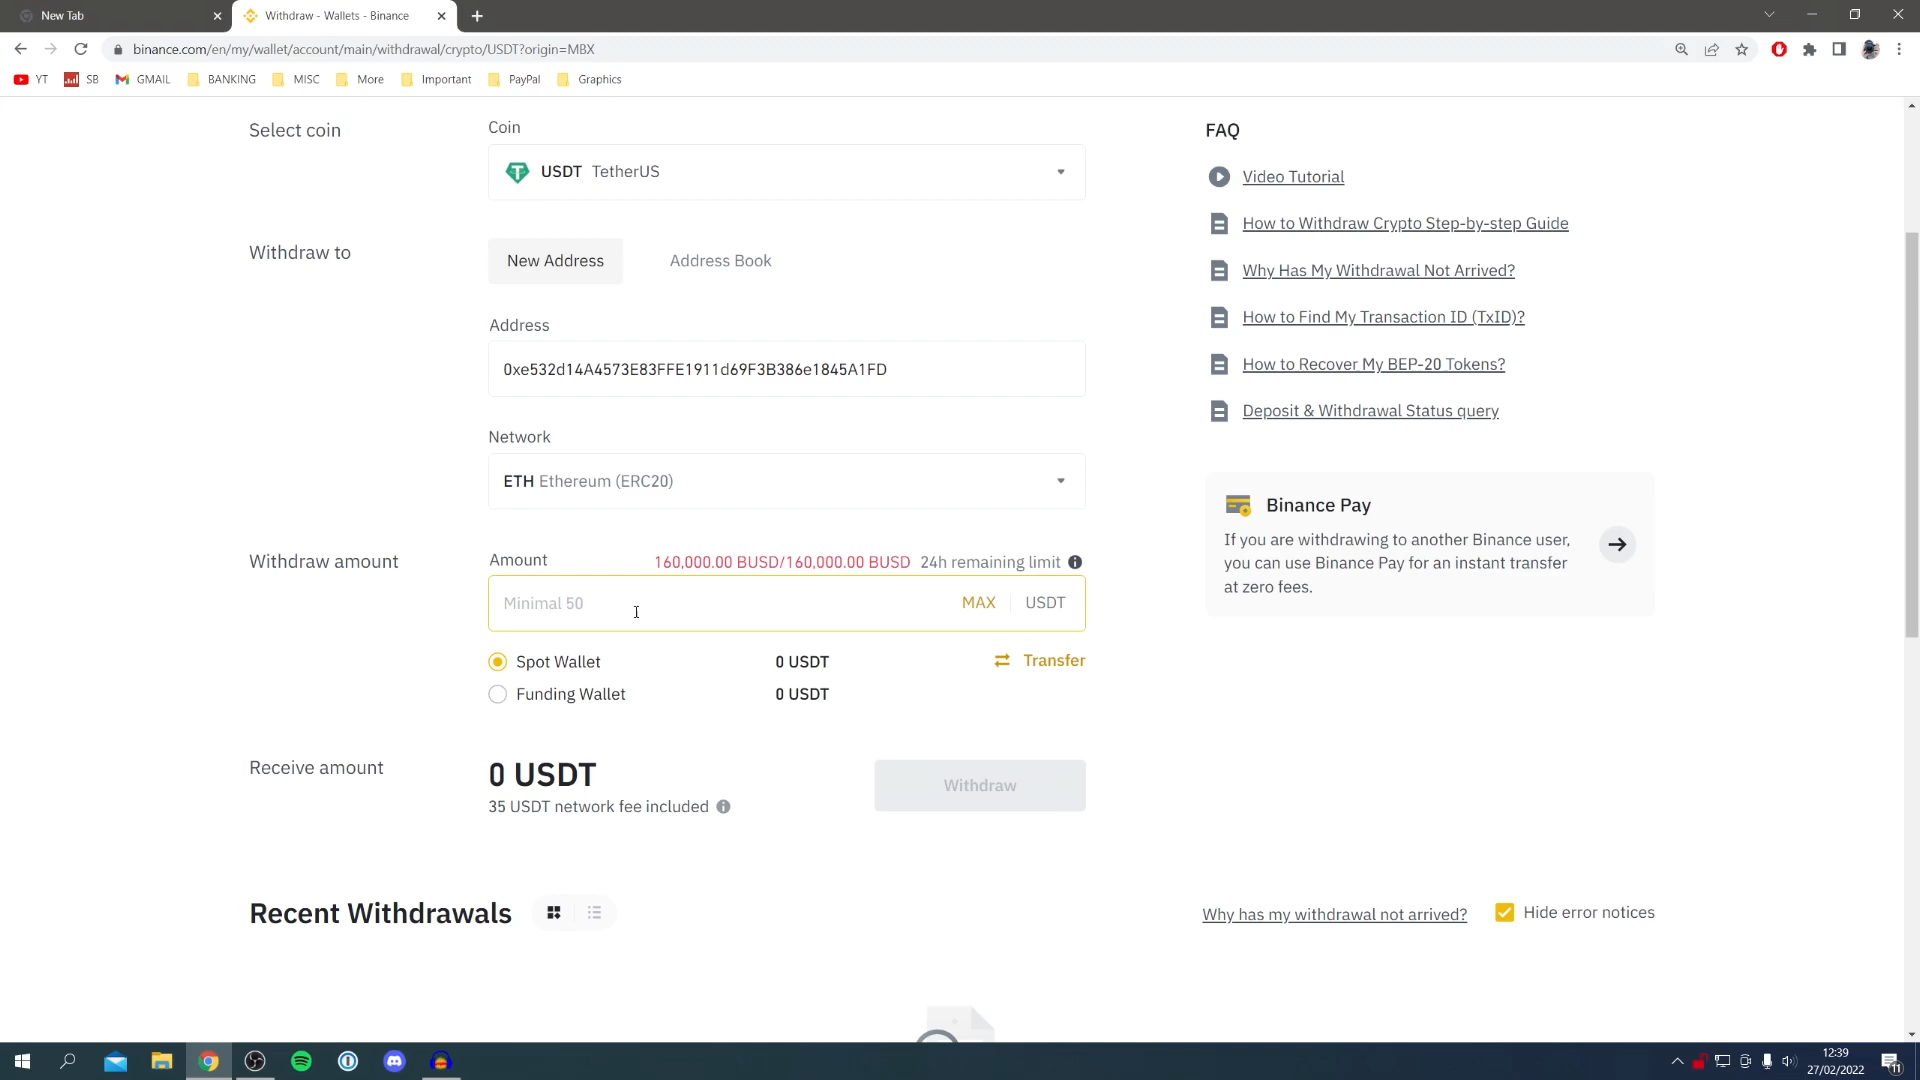 New Tab
Withdraw - Wallets - Binance
binance.com/en/my/wallet/account/main/withdrawal/crypto/USDT?origin=MBX
YT
SB
GMAIL
BANKING
MISC
More
Important
PayPal
Graphics
Select coin
Coin
USDT TetherUS
Withdraw to
New Address
Address Book
Address
0xe532d14A4573E83FFE1911d69F3B386e1845A1FD
Network
ETH Ethereum (ERC20)
Withdraw amount
Amount
160,000.00 BUSD/160,000.00 BUSD 24h remaining limit
Minimal 50
MAX
USDT
Spot Wallet
0 USDT
Transfer
Funding Wallet
0 USDT
Receive amount
0 USDT
35 USDT network fee included
Withdraw
FAQ
Video Tutorial
How to Withdraw Crypto Step-by-step Guide
Why Has My Withdrawal Not Arrived?
How to Find My Transaction ID (TxID)?
How to Recover My BEP-20 Tokens?
Deposit & Withdrawal Status query
Binance Pay
If you are withdrawing to another Binance user,
you can use Binance Pay for an instant transfer
at zero fees.
Recent Withdrawals
Why has my withdrawal not arrived?
Hide error notices
12:39
27/02/2022
11